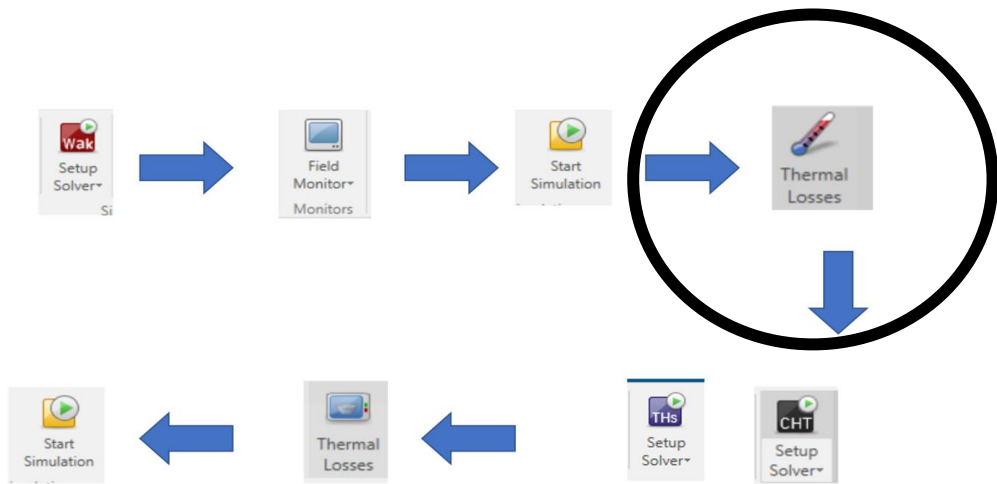 Wak
Setup
Solver
Si
Field
Monitor
Monitors
Start
Simulation
Thermal
Losses
Start
Simulation
Thermal
Losses
THs
Setup
Solver
CHT
Setup
Solver